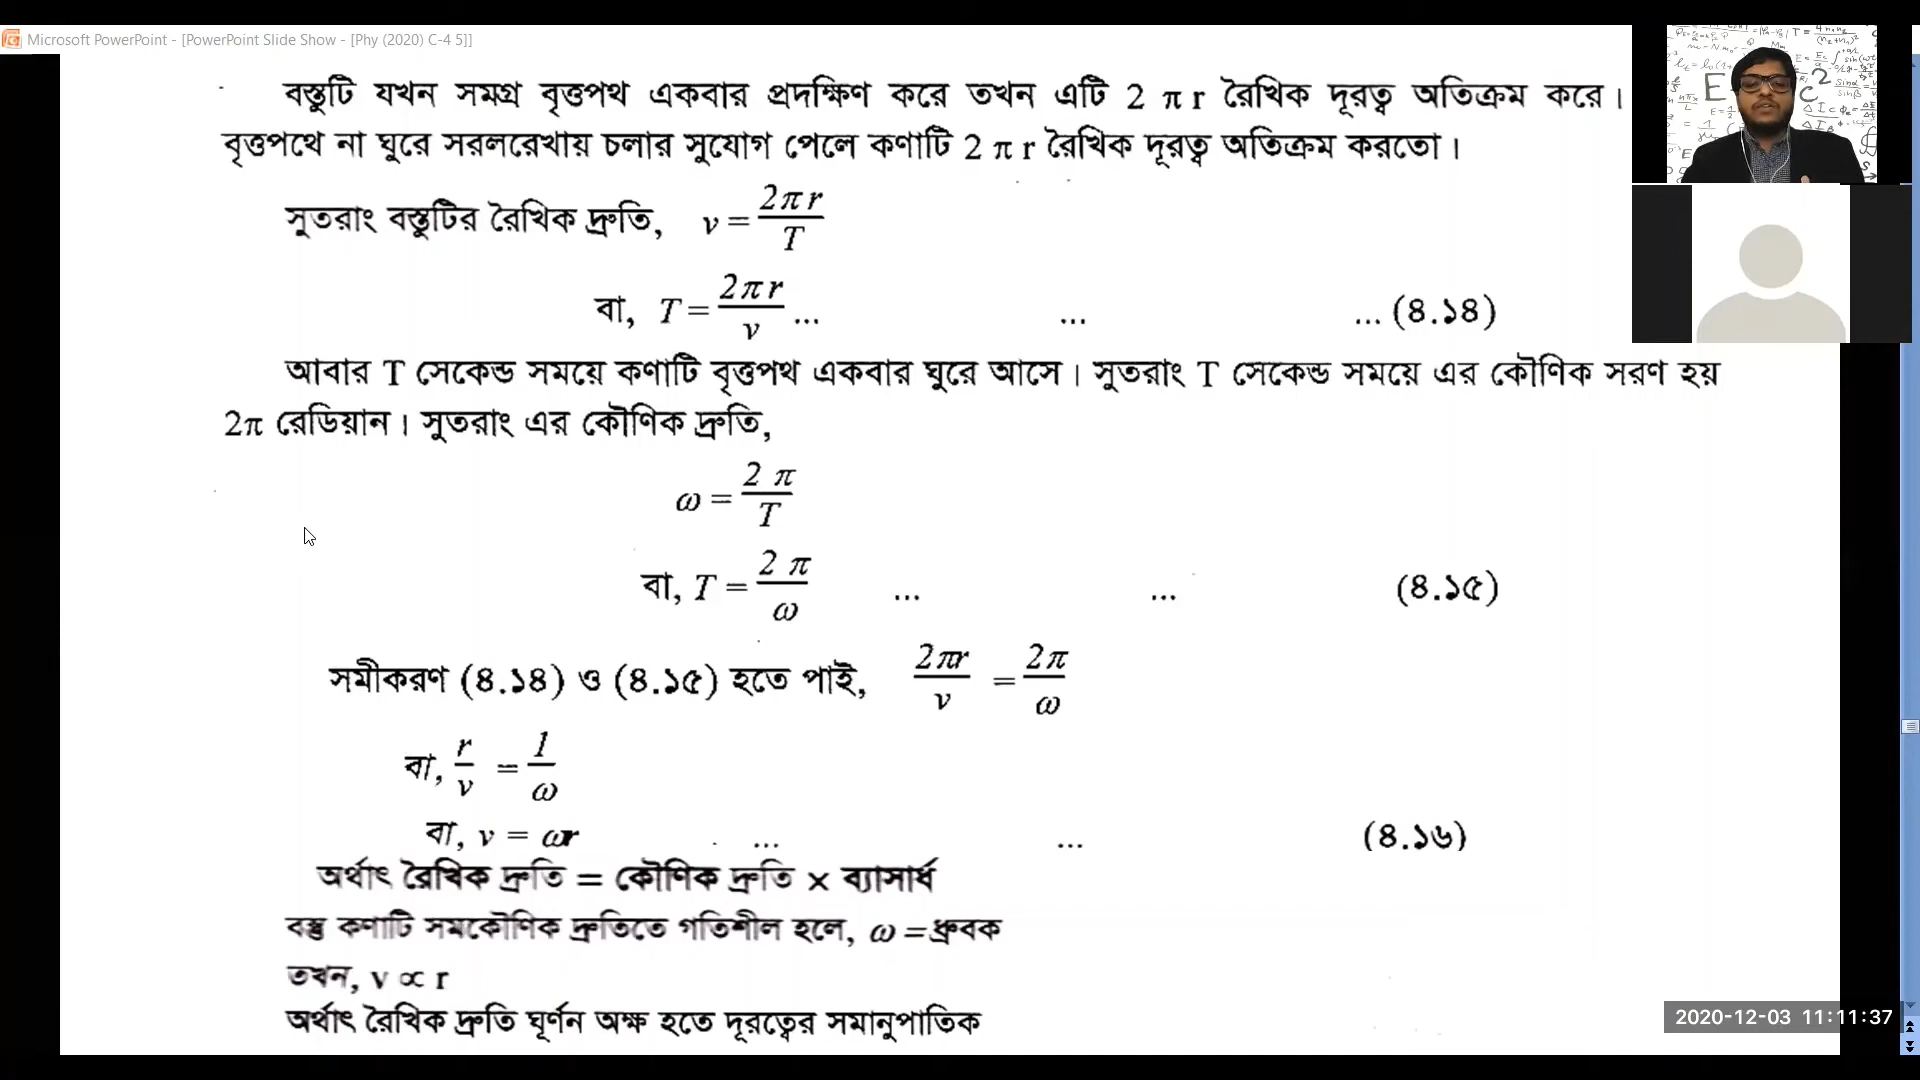 Microsoft PowerPoint - [PowerPoint Slide Show - [Phy (2020) C-4 5]]
বস্তুটি যখন সমগ্র বৃত্তপথ একবার প্রদক্ষিণ করে তখন এটি 2 π r রৈখিক দূরত্ব অতিক্রম করে।
বৃত্তপথে না ঘুরে সরলরেখায় চলার সুযোগ পেলে কণাটি 2 π r রৈখিক দূরত্ব অতিক্রম করতো।
সুতরাং বস্তুটির রৈখিক দ্রুতি, v = 2π r / T
বা, T = 2π r / v ... ... ... (৪.১৪)
আবার T সেকেন্ড সময়ে কণাটি বৃত্তপথ একবার ঘুরে আসে। সুতরাং T সেকেন্ড সময়ে এর কৌণিক সরণ হয়
2π রেডিয়ান। সুতরাং এর কৌণিক দ্রুতি,
ω = 2 π / T
বা, T = 2 π / ω ... ... (৪.১৫)
সমীকরণ (৪.১৪) ও (৪.১৫) হতে পাই, 2πr / v = 2π / ω
বা, r / v = 1 / ω
বা, v = ωr ... ... (৪.১৬)
অর্থাৎ রৈখিক দ্রুতি = কৌণিক দ্রুতি × ব্যাসার্ধ
বস্তু কণাটি সমকৌণিক দ্রুতিতে গতিশীল হলে, ω = ধ্রুবক
তখন, v ∝ r
অর্থাৎ রৈখিক দ্রুতি ঘূর্ণন অক্ষ হতে দূরত্বের সমানুপাতিক
2020-12-03 11:11:37